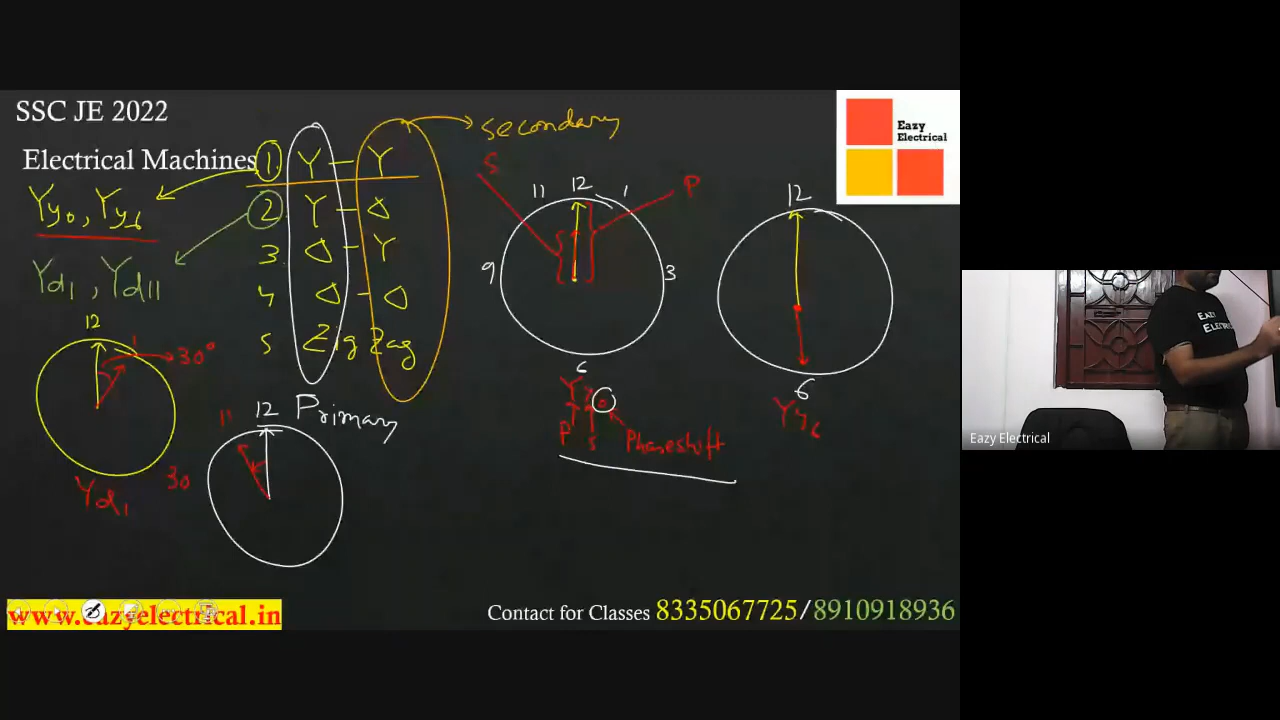 SSC JE 2022
Electrical Machines
Yy0, Yy6
Yd1, Yd11
1. Y - Y
2 Y - Δ
3. Δ - Y
4 Δ - Δ
5 Zig Zag
secondary
Primary
12
1
30°
Yd1
30
12
11
S
P
11 12 1
9 3
6
Yy0
P S Phaseshift
12
6
Yy6
Eazy
Electrical
EAZY
Eazy Electrical
www.eazyelectrical.in
Contact for Classes 8335067725/8910918936